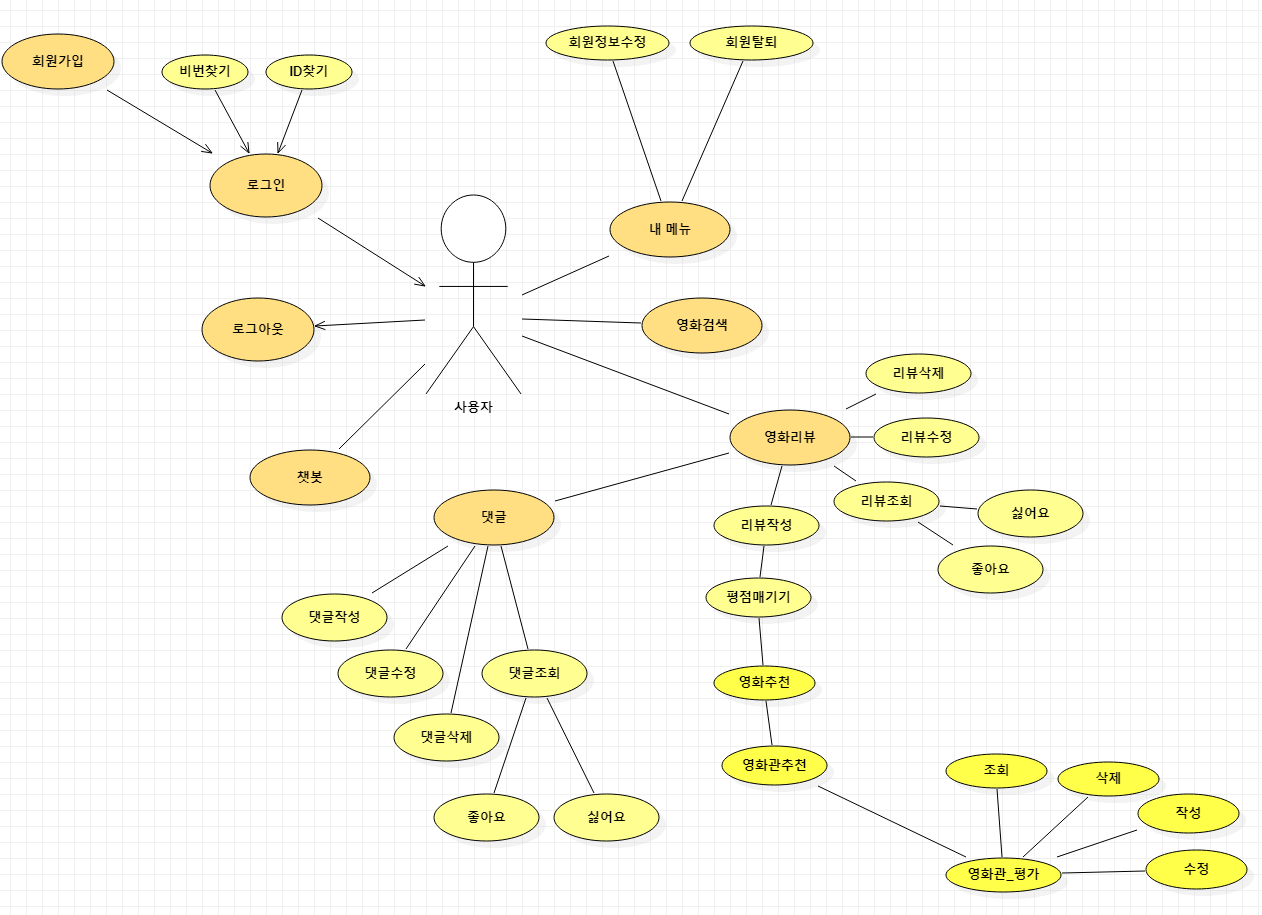 회원정보수정
회원탈퇴
회원가입
비번찾기
ID찾기
로그인
내 메뉴
로그아웃
영화검색
사용자
리뷰삭제
영화리뷰
리뷰수정
챗봇
댓글
리뷰작성
리뷰조회
싫어요
좋아요
평점매기기
댓글작성
댓글수정
댓글조회
영화추천
댓글삭제
영화관추천
조회
삭제
좋아요
싫어요
작성
영화관_평가
수정